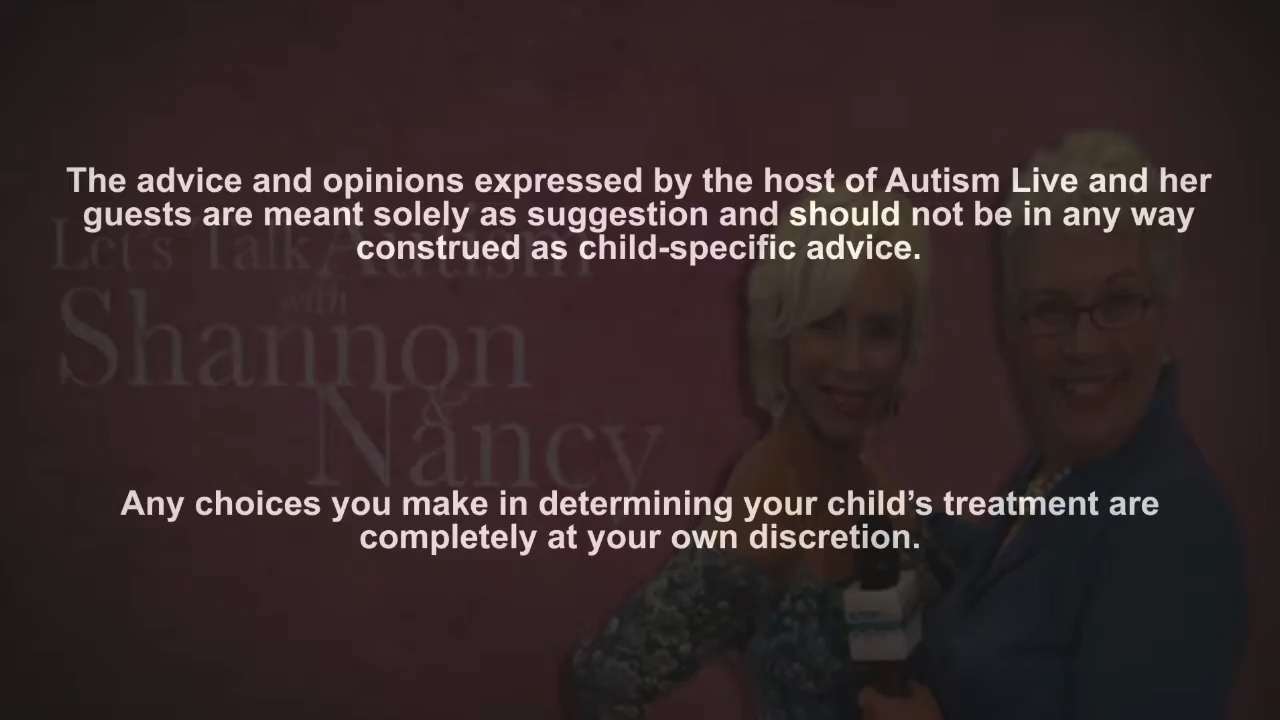 The advice and opinions expressed by the host of Autism Live and her
guests are meant solely as suggestion and should not be in any way
construed as child-specific advice.
Let's Talk Autism
with
Shannon
&
Nancy
Any choices you make in determining your child’s treatment are
completely at your own discretion.